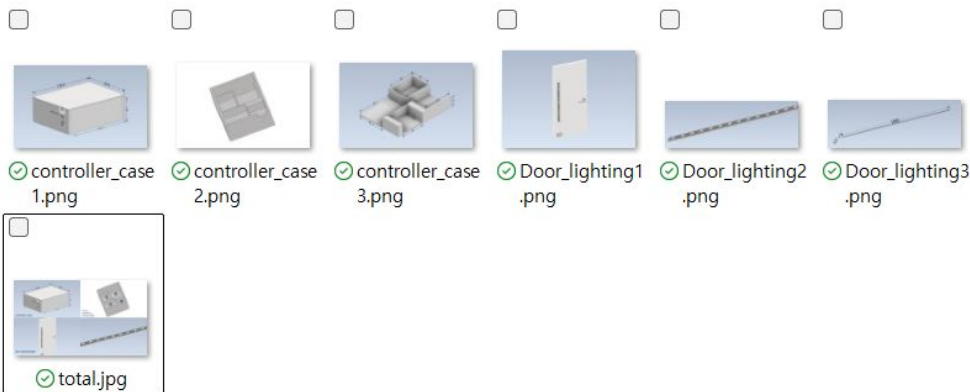 controller_case
1.png
controller_case
2.png
controller_case
3.png
Door_lighting1
.png
Door_lighting2
.png
Door_lighting3
.png
total.jpg